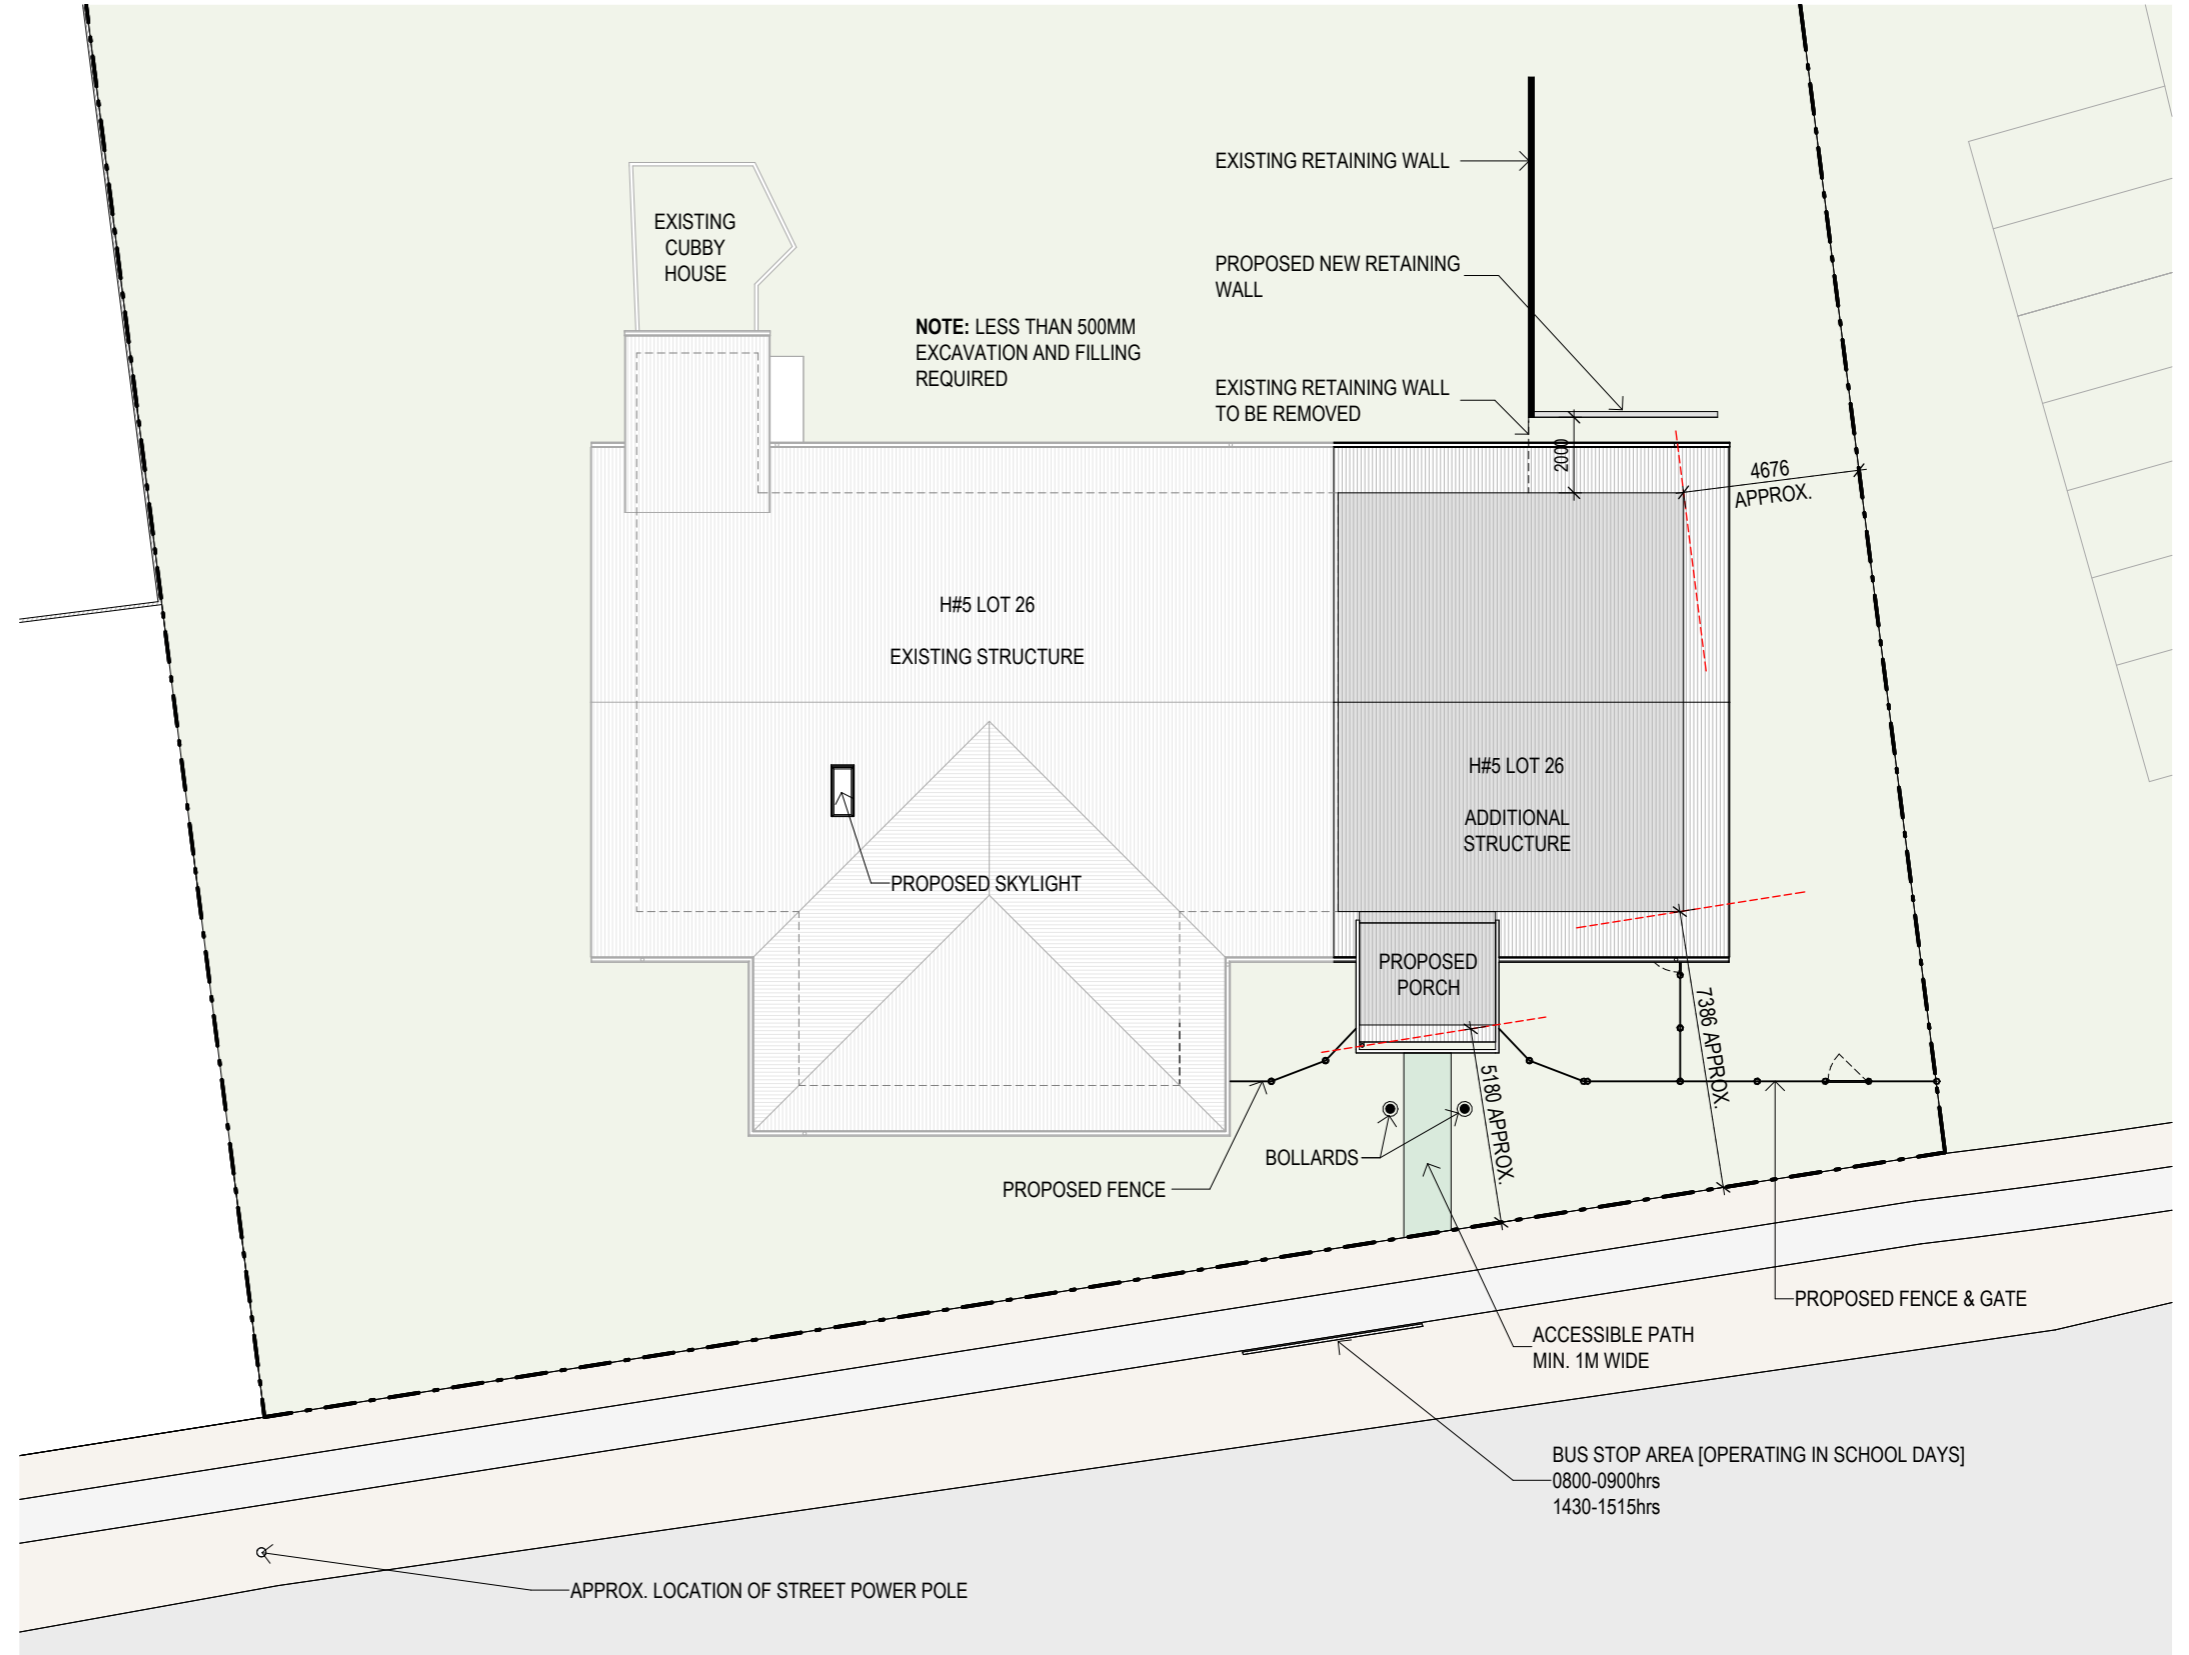 EXISTING RETAINING WALL
EXISTING
CUBBY
HOUSE
PROPOSED NEW RETAINING
WALL
NOTE: LESS THAN 500MM
EXCAVATION AND FILLING
REQUIRED
EXISTING RETAINING WALL
TO BE REMOVED
2000
4676
APPROX.
H#5 LOT 26
EXISTING STRUCTURE
H#5 LOT 26
ADDITIONAL
STRUCTURE
PROPOSED SKYLIGHT
PROPOSED
PORCH
7386 APPROX.
5180 APPROX.
BOLLARDS
PROPOSED FENCE
PROPOSED FENCE & GATE
ACCESSIBLE PATH
MIN. 1M WIDE
BUS STOP AREA [OPERATING IN SCHOOL DAYS]
0800-0900hrs
1430-1515hrs
APPROX. LOCATION OF STREET POWER POLE